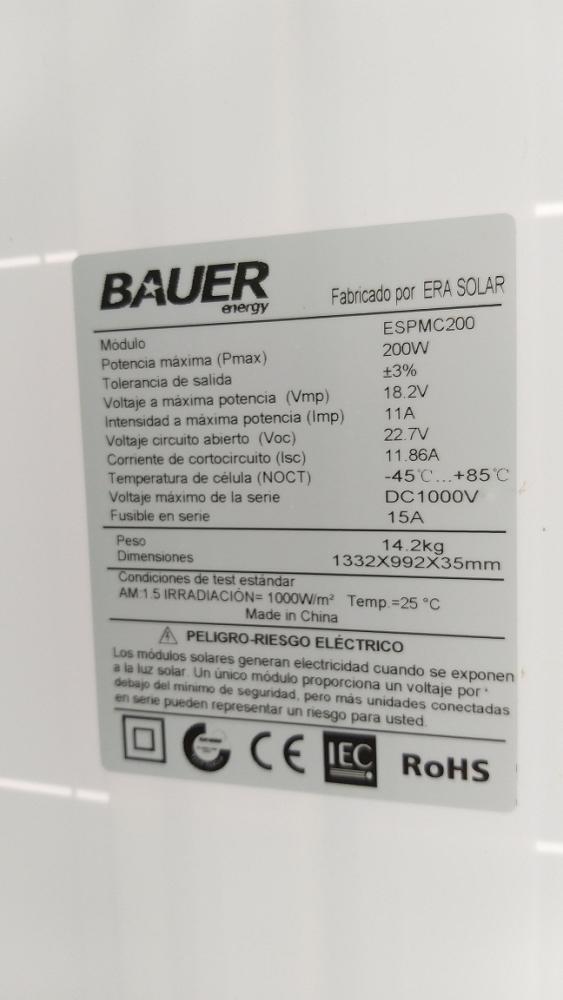 BAUER
energy
Fabricado por ERA SOLAR
Módulo ESPMC200
Potencia máxima (Pmax) 200W
Tolerancia de salida ±3%
Voltaje a máxima potencia (Vmp) 18.2V
Intensidad a máxima potencia (Imp) 11A
Voltaje circuito abierto (Voc) 22.7V
Corriente de cortocircuito (Isc) 11.86A
Temperatura de célula (NOCT) -45℃...+85℃
Voltaje máximo de la serie DC1000V
Fusible en serie 15A
Peso 14.2kg
Dimensiones 1332X992X35mm
Condiciones de test estándar
AM:1.5 IRRADIACIÓN= 1000W/m² Temp.=25 °C
Made in China
PELIGRO-RIESGO ELÉCTRICO
Los módulos solares generan electricidad cuando se exponen
a la luz solar. Un único módulo proporciona un voltaje por
debajo del mínimo de seguridad, pero más unidades conectadas
en serie pueden representar un riesgo para usted.
CE IEC RoHS